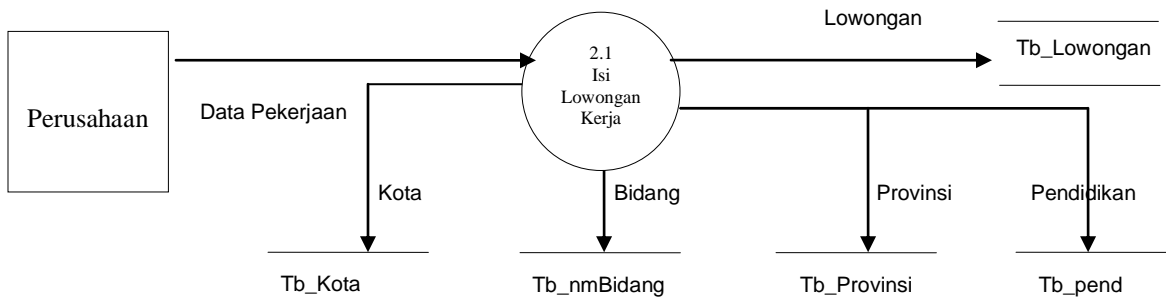 Lowongan
2.1
Isi
Lowongan
Kerja
Tb_Lowongan
Perusahaan
Data Pekerjaan
Kota
Bidang
Provinsi
Pendidikan
Tb_Kota
Tb_nmBidang
Tb_Provinsi
Tb_pend